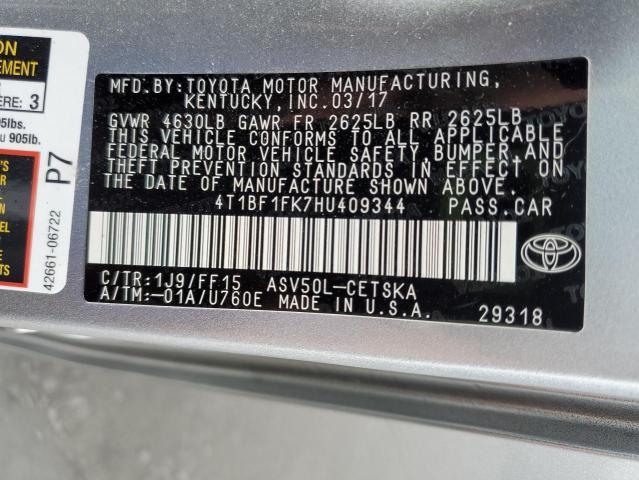 ON
EMENT
ERE: 3
95lbs.
u 905lb.
P7
42661-06722
MFD.BY:TOYOTA MOTOR MANUFACTURING,
KENTUCKY,INC.03/17
GVWR 4630LB GAWR FR 2625LB RR 2625LB
THIS VEHICLE CONFORMS TO ALL APPLICABLE
FEDERAL MOTOR VEHICLE SAFETY,BUMPER,AND
THEFT PREVENTION STANDARDS IN EFFECT ON
THE DATE OF MANUFACTURE SHOWN ABOVE.
4T1BF1FK7HU409344 PASS.CAR
C/TR:1J9/FF15 ASV50L-CETSKA
A/TM:-01A/U760E MADE IN U.S.A.
29318